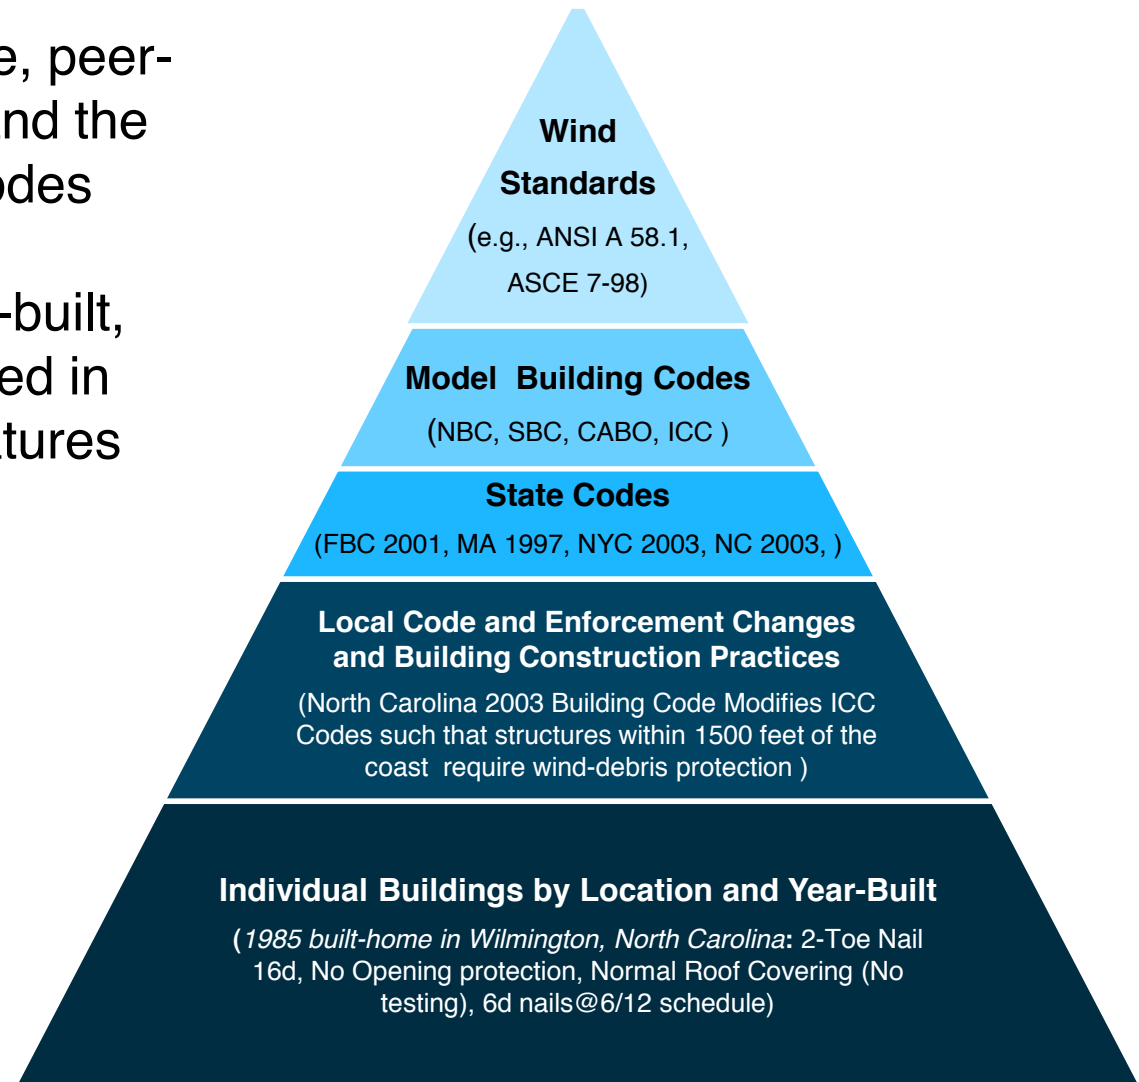 e, peer-
nd the
odes
-built,
ed in
tures
Wind
Standards
(e.g., ANSI A 58.1,
ASCE 7-98)
Model  Building Codes
(NBC, SBC, CABO, ICC )
State Codes
(FBC 2001, MA 1997, NYC 2003, NC 2003, )
Local Code and Enforcement Changes
and Building Construction Practices
(North Carolina 2003 Building Code Modifies ICC
Codes such that structures within 1500 feet of the
coast  require wind-debris protection )
Individual Buildings by Location and Year-Built
(1985 built-home in Wilmington, North Carolina: 2-Toe Nail
16d, No Opening protection, Normal Roof Covering (No
testing), 6d nails@6/12 schedule)